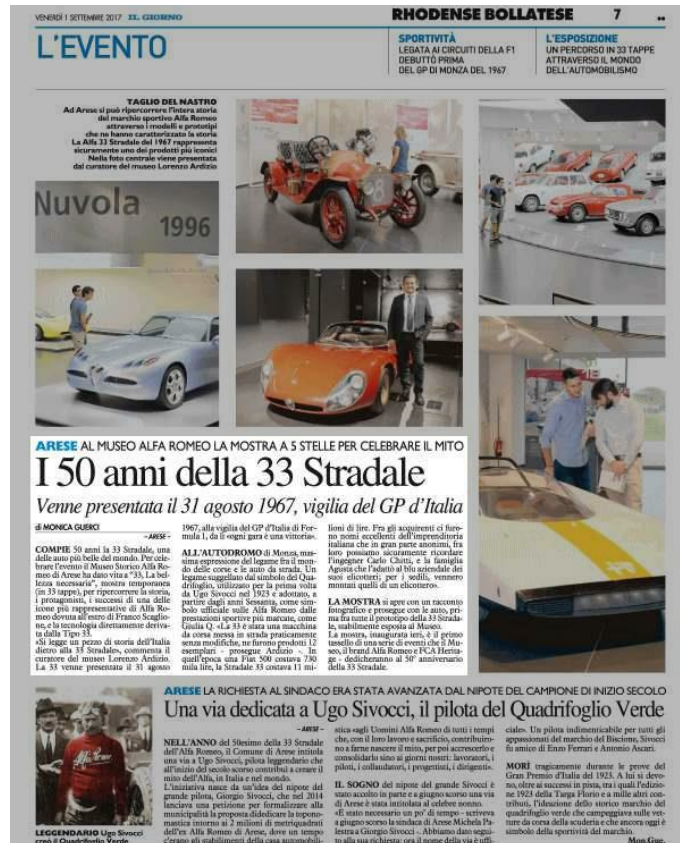 VENERDÌ 1 SETTEMBRE 2017 IL GIORNO
RHODENSE BOLLATESE 7
L'EVENTO
SPORTIVITÀ
LEGATA AI CIRCUITI DELLA F1
DEBUTTÒ PRIMA
DEL GP DI MONZA DEL 1967
L'ESPOSIZIONE
UN PERCORSO IN 33 TAPPE
ATTRAVERSO IL MONDO
DELL'AUTOMOBILISMO
TAGLIO DEL NASTRO
Ad Arese si può ripercorrere l'intera storia
del marchio sportivo Alfa Romeo
attraverso i modelli e prototipi
che ne hanno caratterizzato la storia
La Alfa 33 Stradale del 1967 rappresenta
sicuramente uno dei prodotti più iconici
Nella foto centrale viene presentata
dal curatore del museo Lorenzo Ardizio
Nuvola
1996
ARESE AL MUSEO ALFA ROMEO LA MOSTRA A 5 STELLE PER CELEBRARE IL MITO
I 50 anni della 33 Stradale
Venne presentata il 31 agosto 1967, vigilia del GP d'Italia
di MONICA GUERCI
– ARESE –
COMPIE 50 anni la 33 Stradale, una
delle auto più belle del mondo. Per cele-
brare l'evento il Museo Storico Alfa Ro-
meo di Arese ha dato vita a "33, La bel-
lezza necessaria", mostra temporanea
(in 33 tappe), per ripercorrere la storia,
i protagonisti, i successi di una delle
icone più rappresentative di Alfa Ro-
meo dovuta all'estro di Franco Scaglio-
ne, e la tecnologia direttamente deriva-
ta dalla Tipo 33.
«Si legge un pezzo di storia dell'Italia
dietro alla 33 Stradale», commenta il
curatore del museo Lorenzo Ardizio.
La 33 venne presentata il 31 agosto
1967, alla vigilia del GP d'Italia di For-
mula 1, da lì «ogni gara è una vittoria».
ALL'AUTODROMO di Monza, mas-
sima espressione del legame fra il mon-
do delle corse e le auto da strada. Un
legame suggellato dal simbolo del Qua-
drifoglio, utilizzato per la prima volta
da Ugo Sivocci nel 1923 e adottato, a
partire dagli anni Sessanta, come sim-
bolo ufficiale sulle Alfa Romeo dalle
prestazioni sportive più marcate, come
Giulia Q. «La 33 è stata una macchina
da corsa messa in strada praticamente
senza modifiche, ne furono prodotti 12
esemplari - prosegue Ardizio -. In
quell'epoca una Fiat 500 costava 730
mila lire, la Stradale 33 costava 11 mi-
lioni di lire. Fra gli acquirenti ci furo-
no nomi eccellenti dell'imprenditoria
italiana che in gran parte anonimi, fra
loro possiamo sicuramente ricordare
l'ingegner Carlo Chitti, e la famiglia
Agusta che l'adattò al blu aziendale dei
suoi elicotteri; per i sedili, vennero
montati quelli di un elicottero».
LA MOSTRA si apre con un racconto
fotografico e prosegue con le auto, pri-
ma fra tutte il prototipo della 33 Strada-
le, stabilmente esposta al Museo.
La mostra, inaugurata ieri, è il primo
tassello di una serie di eventi che il Mu-
seo, il brand Alfa Romeo e FCA Herita-
ge - dedicheranno al 50° anniversario
della 33 Stradale.
Alfa Romeo
LEGGENDARIO Ugo Sivocci
creò il Quadrifoglio Verde
ARESE LA RICHIESTA AL SINDACO ERA STATA AVANZATA DAL NIPOTE DEL CAMPIONE DI INIZIO SECOLO
Una via dedicata a Ugo Sivocci, il pilota del Quadrifoglio Verde
– ARESE –
NELL'ANNO del 50esimo della 33 Stradale
dell'Alfa Romeo, il Comune di Arese intitola
una via a Ugo Sivocci, pilota leggendario che
all'inizio del secolo scorso contribuì a creare il
mito dell'Alfa, in Italia e nel mondo.
L'iniziativa nasce da un'idea del nipote del
grande pilota, Giorgio Sivocci, che nel 2014
lanciava una petizione per formalizzare alla
municipalità la proposta didedicare la topono-
mastica intorno ai 2 milioni di metriquadrati
dell'ex Alfa Romeo di Arese, dove un tempo
c'erano gli stabilimenti della casa automobili-
stica «agli Uomini Alfa Romeo di tutti i tempi
che, con il loro lavoro e sacrificio, contribuiro-
no a farne nascere il mito, per poi accrescerlo e
consolidarlo sino ai giorni nostri: lavoratori, i
piloti, i collaudatori, i progettisti, i dirigenti».
IL SOGNO del nipote del grande Sivocci è
stato accolto in parte e a giugno scorso una via
di Arese è stata intitolata al celebre nonno.
«È stato necessario un po' di tempo - scriveva
a giugno scorso la sindaca di Arese Michela Pa-
lestra a Giorgio Sivocci -. Abbiamo dato segui-
to alla sua richiesta: ora il nome della via è uffi-
ciale». Un pilota indimenticabile per tutti gli
appassionati del marchio del Biscione, Sivocci
fu amico di Enzo Ferrari e Antonio Ascari.
MORÌ tragicamente durante le prove del
Gran Premio d'Italia del 1923. A lui si devo-
no, oltre ai successi in pista, tra i quali l'edizio-
ne 1923 della Targa Florio e a mille altri con-
tributi, l'ideazione dello storico marchio del
quadrifoglio verde che campeggiava sulle vet-
ture da corsa della scuderia e che ancora oggi è
simbolo della sportività del marchio.
Mon.Gue.